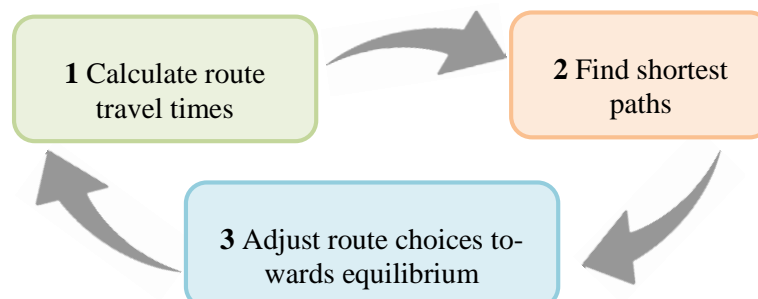 1 Calculate route
travel times
2 Find shortest
paths
3 Adjust route choices to-
wards equilibrium